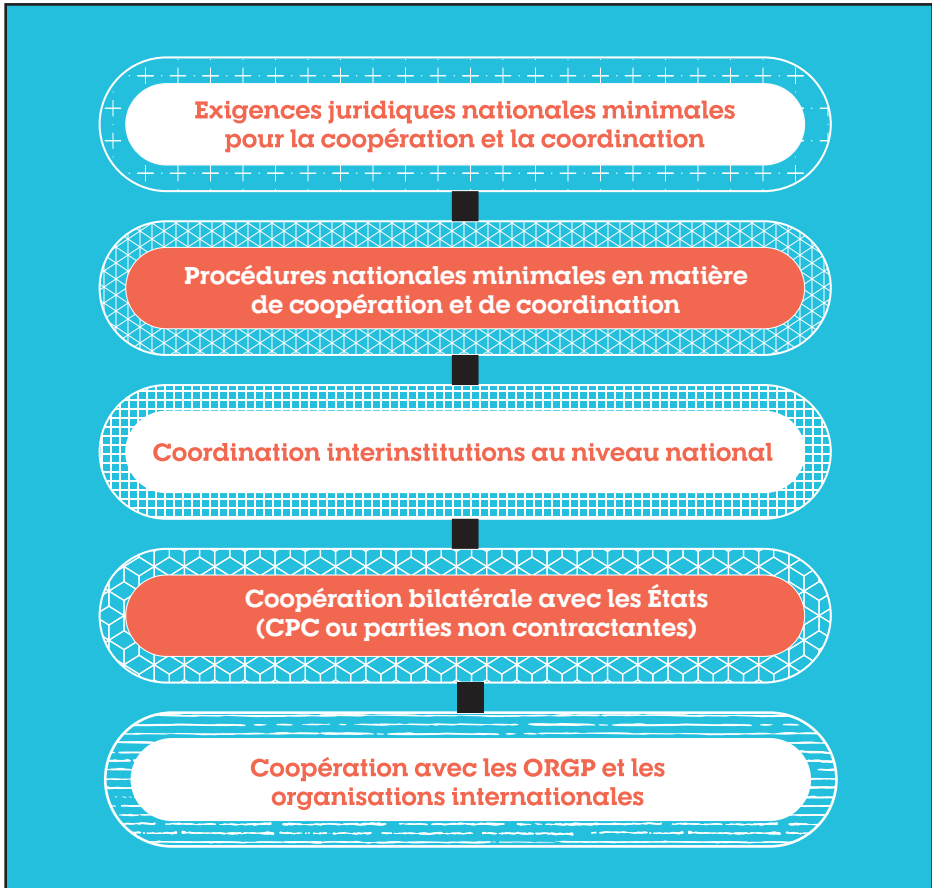 Exigences juridiques nationales minimales
pour la coopération et la coordination
Procédures nationales minimales en matière
de coopération et de coordination
Coordination interinstitutions au niveau national
Coopération bilatérale avec les États
(CPC ou parties non contractantes)
Coopération avec les ORGP et les
organisations internationales